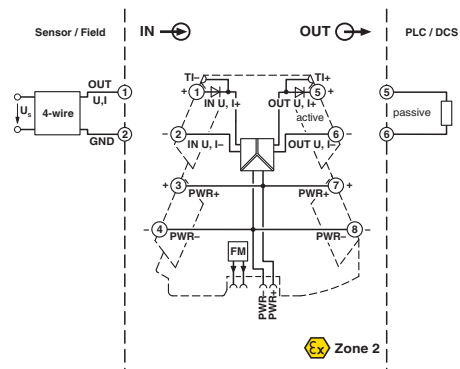 Sensor / Field
IN
OUT
PLC / DCS
TI–
TI+
OUT
1
+
1
5
+
5
U,I
IN U, I+
OUT U, I+
Us
4-wire
active
passive
2
–
2
6
–
6
GND
IN U, I–
OUT U, I–
+
3
7
+
PWR+
PWR+
–
4
8
–
PWR–
PWR–
FM
PWR–
PWR+
Ex
Zone 2